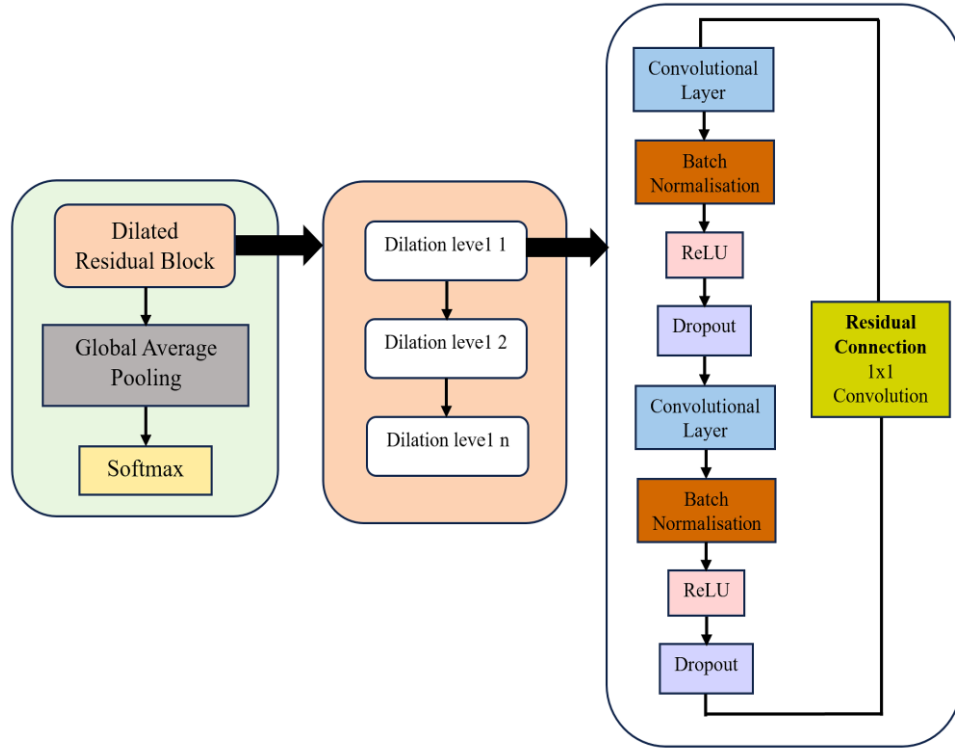 Dilated
Residual Block
Global Average
Pooling
Softmax
Dilation leve1 1
Dilation leve1 2
Dilation leve1 n
Convolutional
Layer
Batch
Normalisation
ReLU
Dropout
Convolutional
Layer
Batch
Normalisation
ReLU
Dropout
Residual
Connection
1x1
Convolution